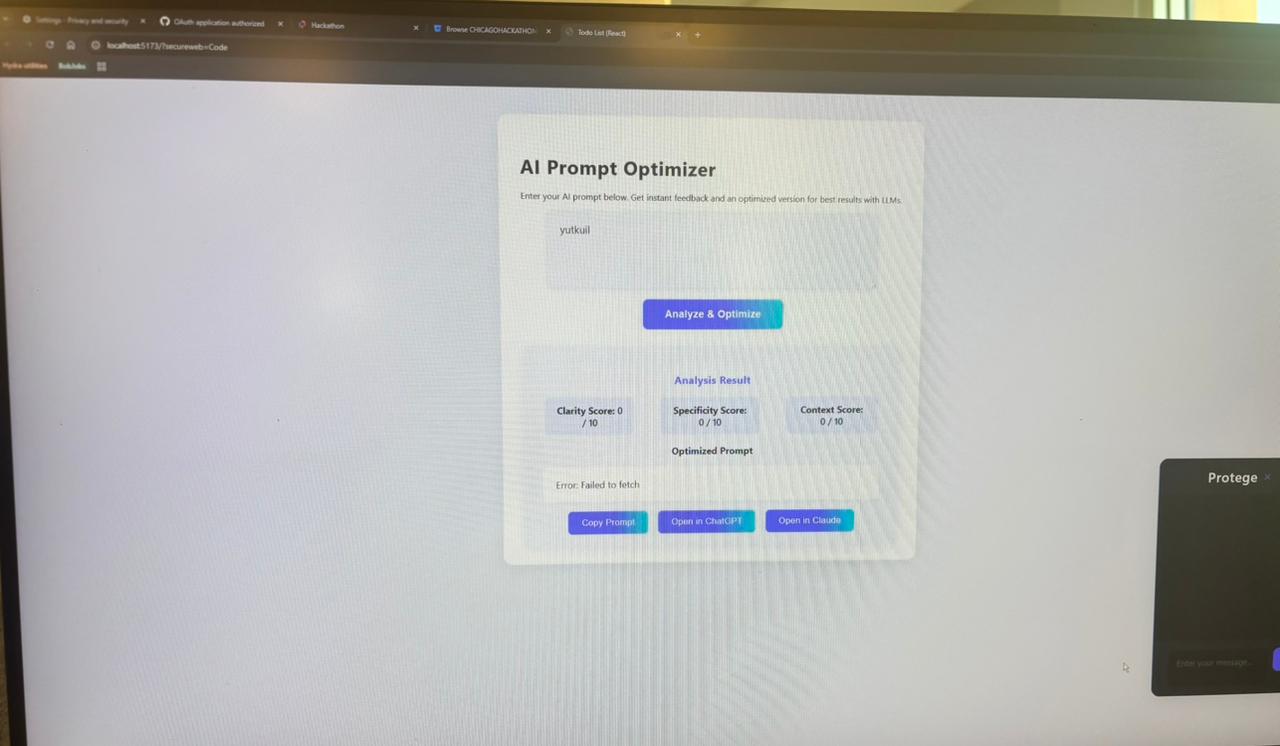 Settings - Privacy and security
OAuth application authorized
Hackathon
Browse CHICAGOHACKATHON
Todo List (React)
localhost:5173/?secureweb=Code
Hydra utilities
AI Prompt Optimizer
Enter your AI prompt below. Get instant feedback and an optimized version for best results with LLMs.
yutkuil
Analyze & Optimize
Analysis Result
Clarity Score: 0
/ 10
Specificity Score:
0 / 10
Context Score:
0 / 10
Optimized Prompt
Error: Failed to fetch
Copy Prompt
Open in ChatGPT
Open in Claude
Protege
Enter your message...